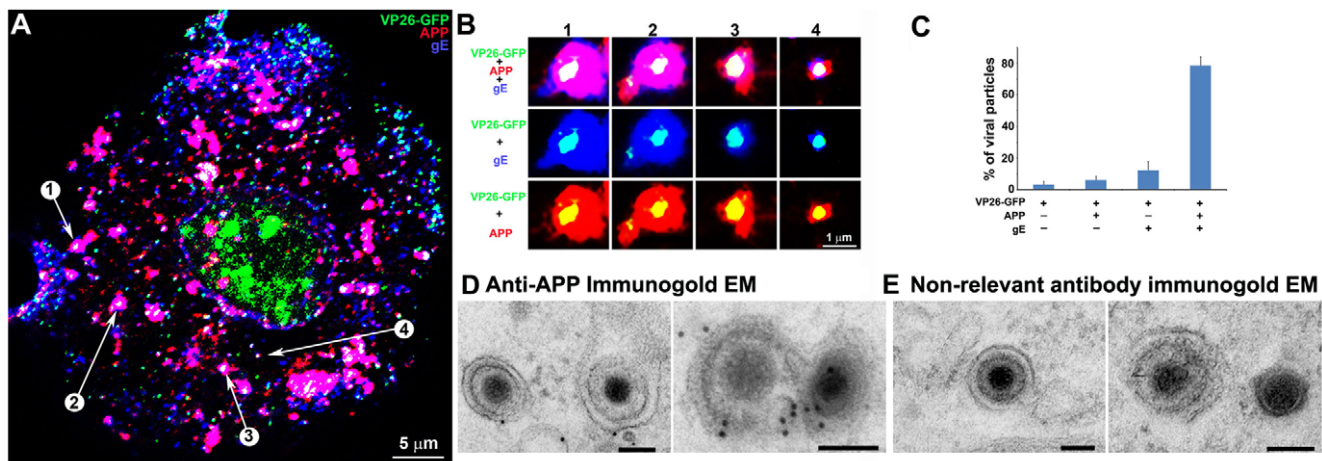 A
VP26-GFP
APP
gE
1
2
3
4
5 µm
B
1 2 3 4
VP26-GFP
+
APP
+
gE
VP26-GFP
+
gE
VP26-GFP
+
APP
1 µm
C
% of viral particles
80
60
40
20
0
VP26-GFP + + + +
APP – + – +
gE – – + +
D Anti-APP Immunogold EM
E Non-relevant antibody immunogold EM